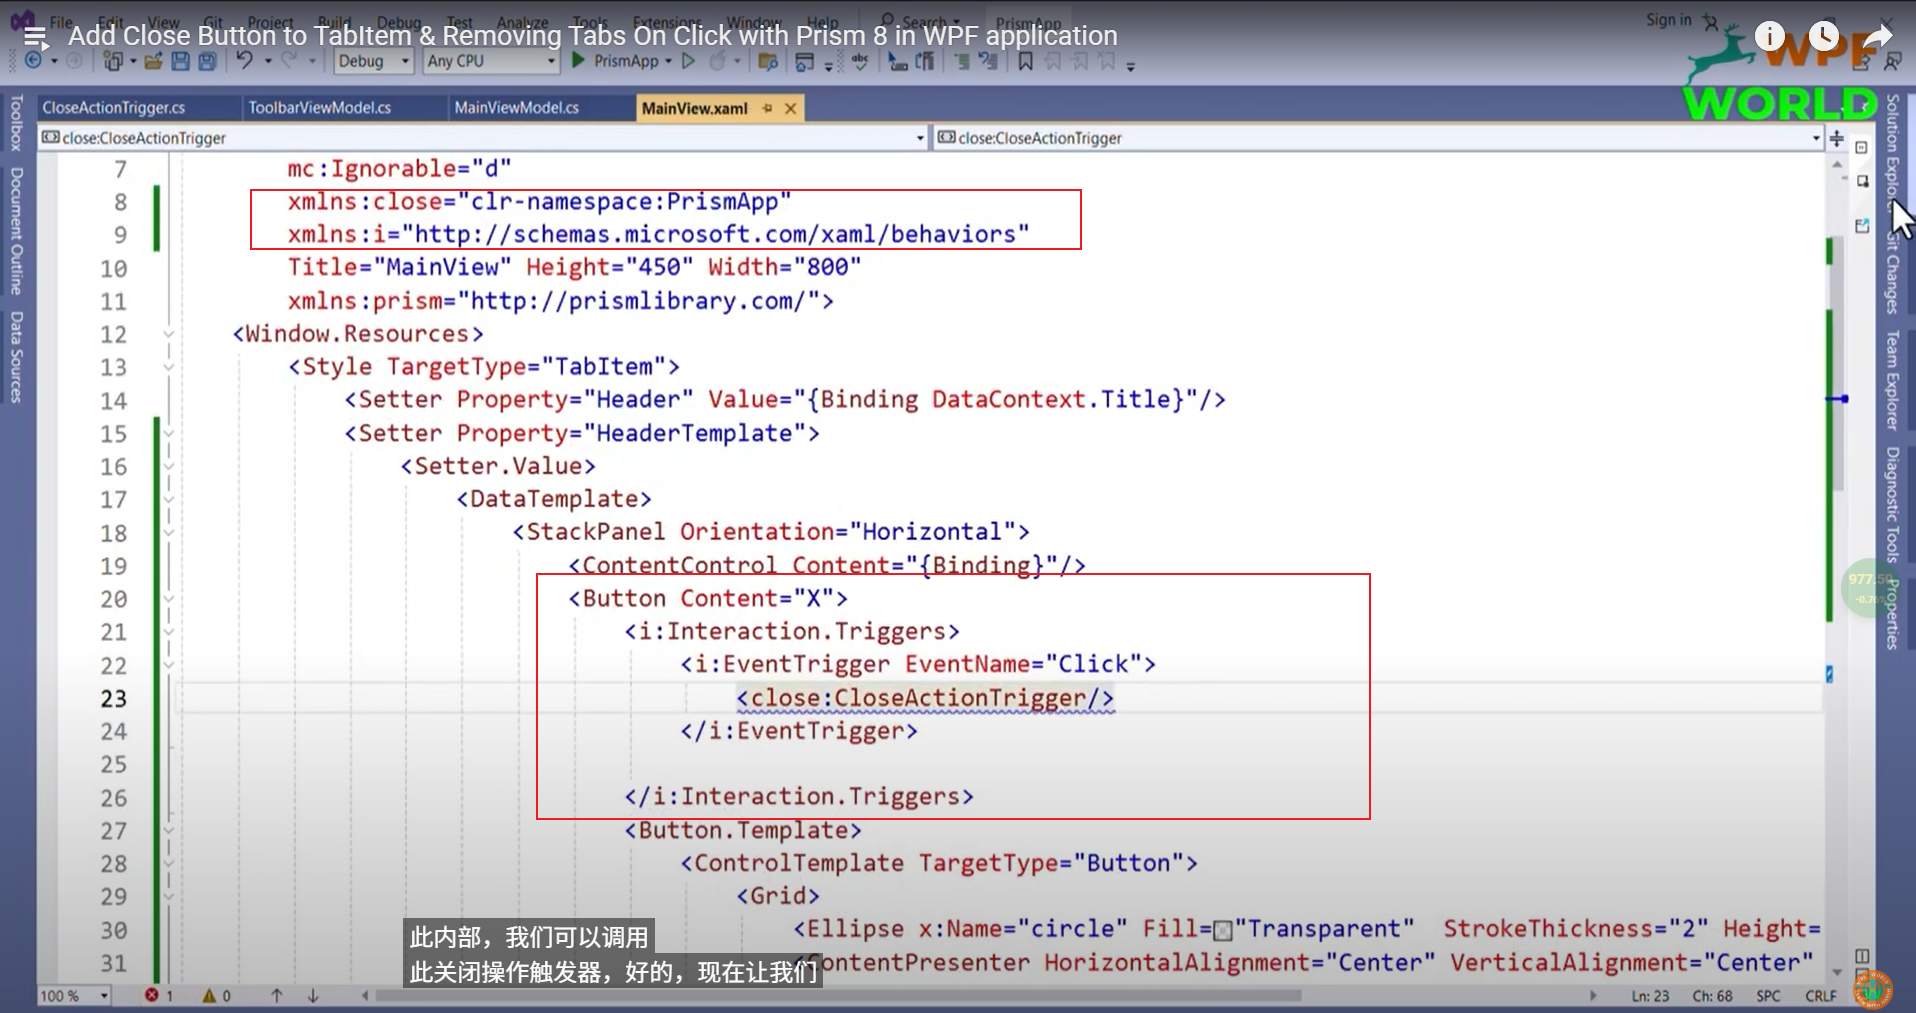 File Edit View Git Project Build Debug Test Analyze Tools Extensions Window Help Search PrismApp Sign in
Add Close Button to TabItem & Removing Tabs On Click with Prism 8 in WPF application
Debug Any CPU PrismApp
WPF
WORLD
CloseActionTrigger.cs ToolbarViewModel.cs MainViewModel.cs MainView.xaml
close:CloseActionTrigger close:CloseActionTrigger
Toolbox
Document Outline
Data Sources
7 mc:Ignorable="d"
8 xmlns:close="clr-namespace:PrismApp"
9 xmlns:i="http://schemas.microsoft.com/xaml/behaviors"
10 Title="MainView" Height="450" Width="800"
11 xmlns:prism="http://prismlibrary.com/">
12 <Window.Resources>
13 <Style TargetType="TabItem">
14 <Setter Property="Header" Value="{Binding DataContext.Title}"/>
15 <Setter Property="HeaderTemplate">
16 <Setter.Value>
17 <DataTemplate>
18 <StackPanel Orientation="Horizontal">
19 <ContentControl Content="{Binding}"/>
20 <Button Content="X">
21 <i:Interaction.Triggers>
22 <i:EventTrigger EventName="Click">
23 <close:CloseActionTrigger/>
24 </i:EventTrigger>
25
26 </i:Interaction.Triggers>
27 <Button.Template>
28 <ControlTemplate TargetType="Button">
29 <Grid>
30 <Ellipse x:Name="circle" Fill="Transparent" StrokeThickness="2" Height=
31 <ContentPresenter HorizontalAlignment="Center" VerticalAlignment="Center"
此内部，我们可以调用
此关闭操作触发器，好的，现在让我们
Solution Explorer
Git Changes
Team Explorer
Diagnostic Tools
Properties
100 % 1 0 Ln: 23 Ch: 68 SPC CRLF